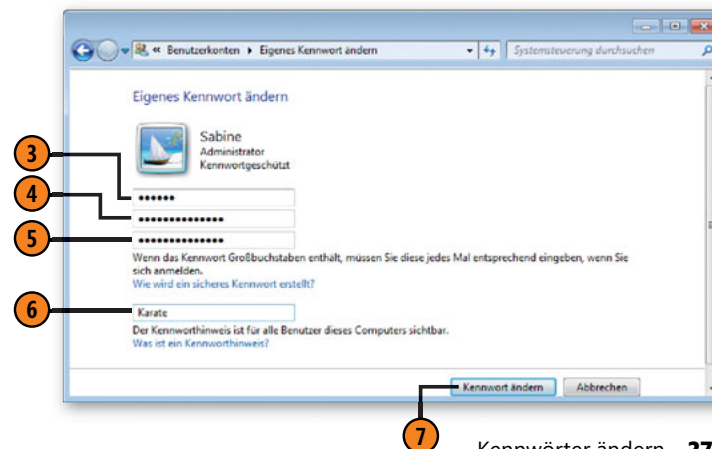 « Benutzerkonten ▸ Eigenes Kennwort ändern
Systemsteuerung durchsuchen
Eigenes Kennwort ändern
Sabine
Administrator
Kennwortgeschützt
3
••••••
4
••••••••••••••
5
••••••••••••••
Wenn das Kennwort Großbuchstaben enthält, müssen Sie diese jedes Mal entsprechend eingeben, wenn Sie
sich anmelden.
Wie wird ein sicheres Kennwort erstellt?
6
Karate
Der Kennworthinweis ist für alle Benutzer dieses Computers sichtbar.
Was ist ein Kennworthinweis?
Kennwort ändern Abbrechen
7
Kennwörter ändern 27